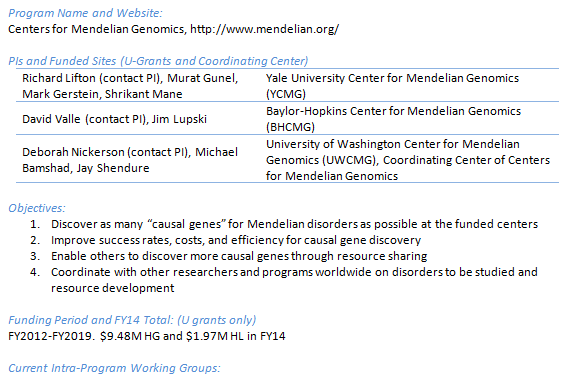 Program Name and Website:
Centers for Mendelian Genomics, http://www.mendelian.org/
PIs and Funded Sites (U-Grants and Coordinating Center)
Richard Lifton (contact PI), Murat Gunel,
Mark Gerstein, Shrikant Mane
Yale University Center for Mendelian Genomics
(YCMG)
David Valle (contact PI), Jim Lupski
Baylor-Hopkins Center for Mendelian Genomics
(BHCMG)
Deborah Nickerson (contact PI), Michael
Bamshad, Jay Shendure
University of Washington Center for Mendelian
Genomics (UWCMG), Coordinating Center of Centers
for Mendelian Genomics
Objectives:
1. Discover as many “causal genes” for Mendelian disorders as possible at the funded centers
2. Improve success rates, costs, and efficiency for causal gene discovery
3. Enable others to discover more causal genes through resource sharing
4. Coordinate with other researchers and programs worldwide on disorders to be studied and
resource development
Funding Period and FY14 Total: (U grants only)
FY2012-FY2019. $9.48M HG and $1.97M HL in FY14
Current Intra-Program Working Groups: